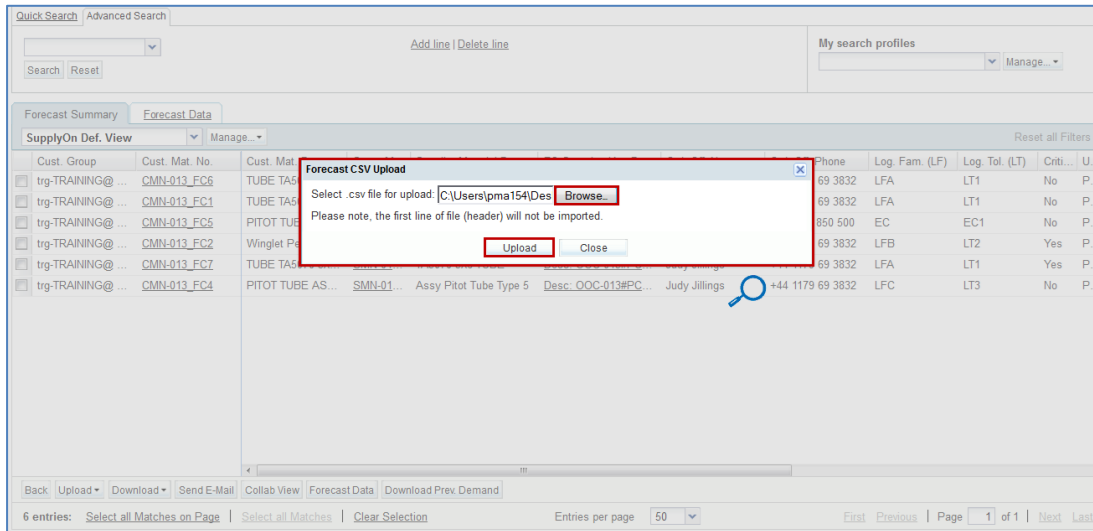 Quick Search Advanced Search
Add line | Delete line
My search profiles
Manage...
Search Reset
Forecast Summary Forecast Data
SupplyOn Def. View Manage... Reset all Filters
Cust. Group Cust. Mat. No. Cust. Mat. Phone Log. Fam. (LF) Log. Tol. (LT) Criti... U.
Forecast CSV Upload
trg-TRAINING@ ... CMN-013_FC6 TUBE TA5 69 3832 LFA LT1 No P.
Select .csv file for upload: C:\Users\pma154\Des Browse..
trg-TRAINING@ ... CMN-013_FC1 TUBE TA5 69 3832 LFA LT1 No P.
Please note, the first line of file (header) will not be imported.
trg-TRAINING@ ... CMN-013_FC5 PITOT TUB 850 500 EC EC1 No P.
trg-TRAINING@ ... CMN-013_FC2 Winglet Pe 69 3832 LFB LT2 Yes P.
Upload Close
trg-TRAINING@ ... CMN-013_FC7 TUBE TA5 69 3832 LFA LT1 Yes P.
trg-TRAINING@ ... CMN-013_FC4 PITOT TUBE AS... SMN-01... Assy Pitot Tube Type 5 Desc: OOC-013#PC... Judy Jillings +44 1179 69 3832 LFC LT3 No P.
Back Upload Download Send E-Mail Collab View Forecast Data Download Prev. Demand
6 entries: Select all Matches on Page | Select all Matches | Clear Selection Entries per page 50 First Previous | Page 1 of 1 | Next Last